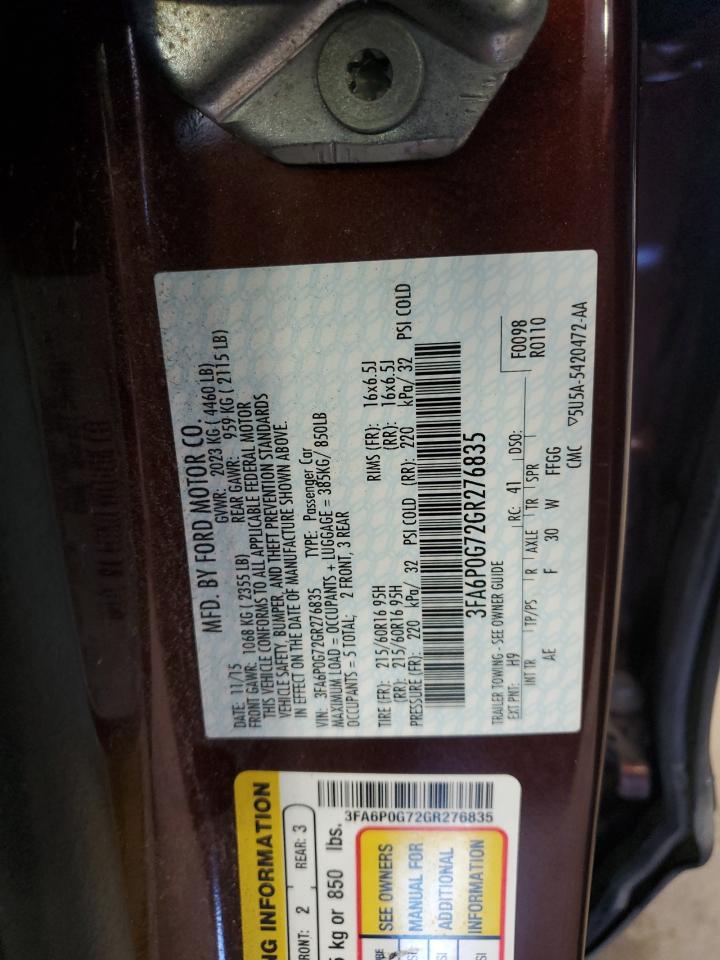 MFD. BY FORD MOTOR CO.
DATE: 11/15 GVWR: 2023 KG ( 4460 LB)
FRONT GAWR: 1068 KG ( 2355 LB) REAR GAWR: 959 KG ( 2115 LB)
THIS VEHICLE CONFORMS TO ALL APPLICABLE FEDERAL MOTOR
VEHICLE SAFETY, BUMPER, AND THEFT PREVENTION STANDARDS
IN EFFECT ON THE DATE OF MANUFACTURE SHOWN ABOVE.
VIN: 3FA6P0G72GR276835 TYPE: Passenger Car
MAXIMUM LOAD = OCCUPANTS + LUGGAGE = 385KG/ 850LB
OCCUPANTS = 5 TOTAL; 2 FRONT, 3 REAR
TIRE (FR): 215/60R16 95H RIMS (FR): 16x6.5J
(RR): 215/60R16 95H (RR): 16x6.5J
PRESSURE (FR): 220 kPa/ 32 PSI COLD (RR): 220 kPa/ 32 PSI COLD
3FA6P0G72GR276835
TRAILER TOWING - SEE OWNER GUIDE F0098
EXT PNT: H9 RC: 41 DSO: R0110
INT TR TP/PS R AXLE TR SPR
AE F 30 W FFGG
CMC ▽5U5A-5420472-AA
NG INFORMATION
FRONT: 2 REAR: 3
kg or 850 lbs.
3FA6P0G72GR276835
SEE OWNERS
MANUAL FOR
ADDITIONAL
INFORMATION